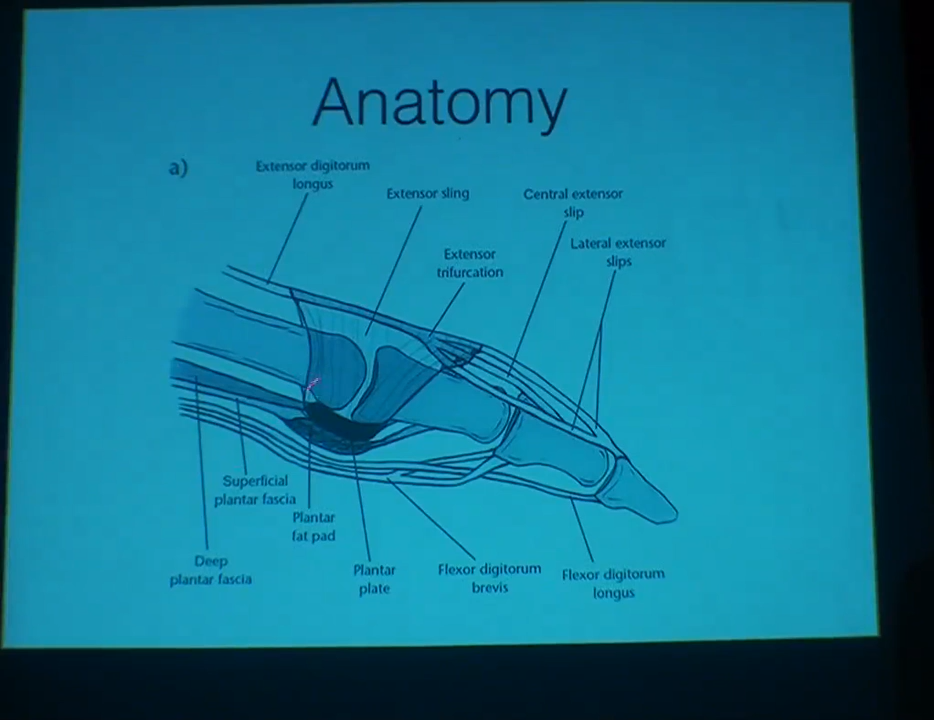 Anatomy
a)
Extensor digitorum
longus
Extensor sling
Central extensor
slip
Lateral extensor
slips
Extensor
trifurcation
Superficial
plantar fascia
Plantar
fat pad
Deep
plantar fascia
Plantar
plate
Flexor digitorum
brevis
Flexor digitorum
longus